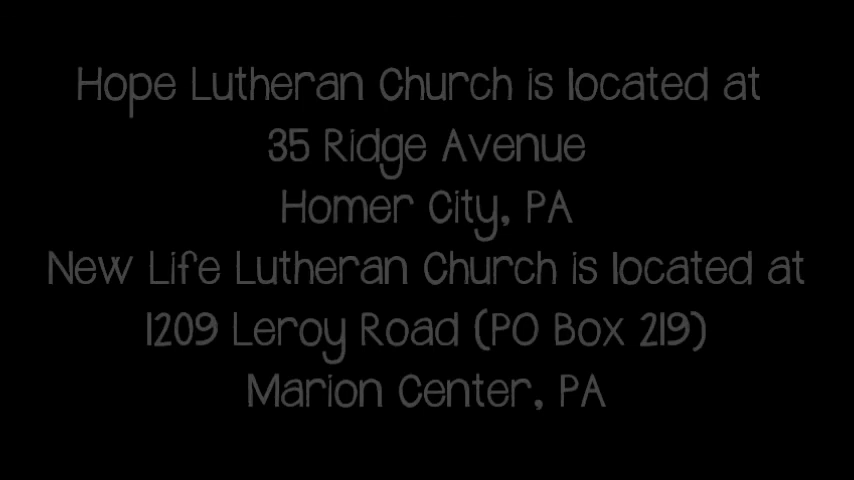 Hope Lutheran Church is located at
35 Ridge Avenue
Homer City, PA
New Life Lutheran Church is located at
1209 Leroy Road (PO Box 219)
Marion Center, PA